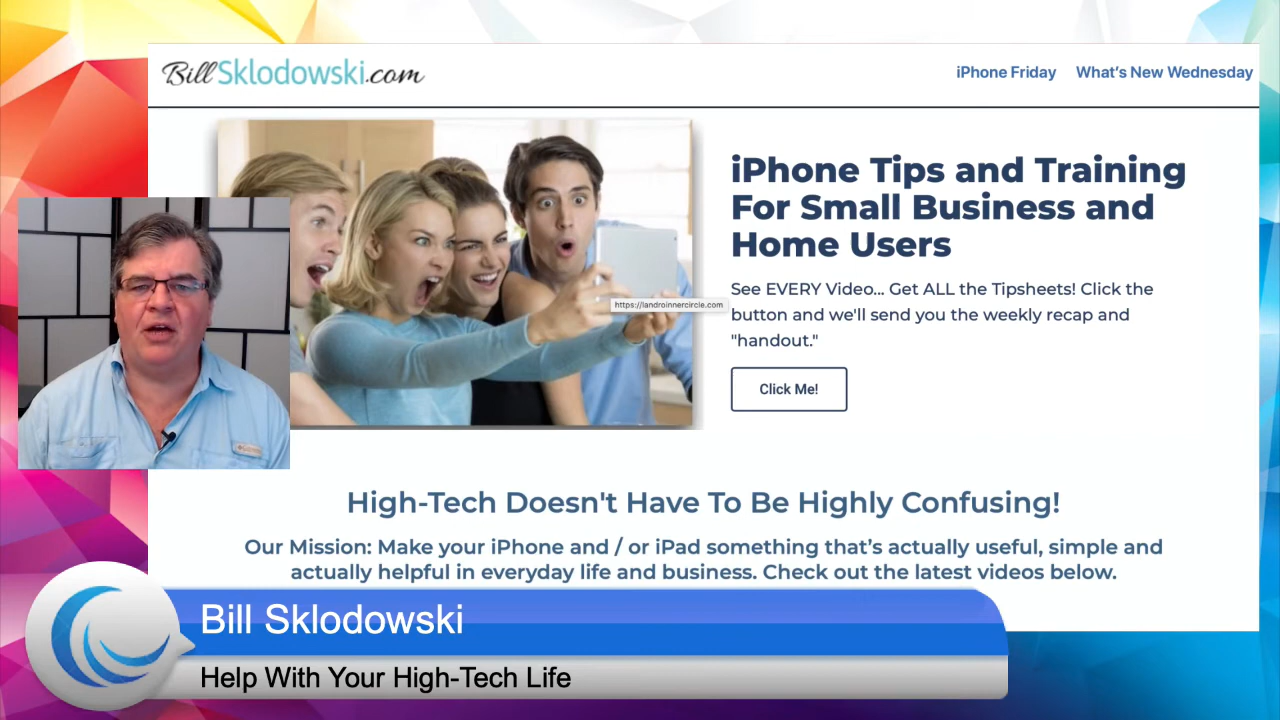 BillSklodowski.com
iPhone Friday
What's New Wednesday
iPhone Tips and Training
For Small Business and
Home Users
See EVERY Video... Get ALL the Tipsheets! Click the
button and we'll send you the weekly recap and
"handout."
https://landroinnercircle.com
Click Me!
High-Tech Doesn't Have To Be Highly Confusing!
Our Mission: Make your iPhone and / or iPad something that's actually useful, simple and
actually helpful in everyday life and business. Check out the latest videos below.
Bill Sklodowski
Help With Your High-Tech Life